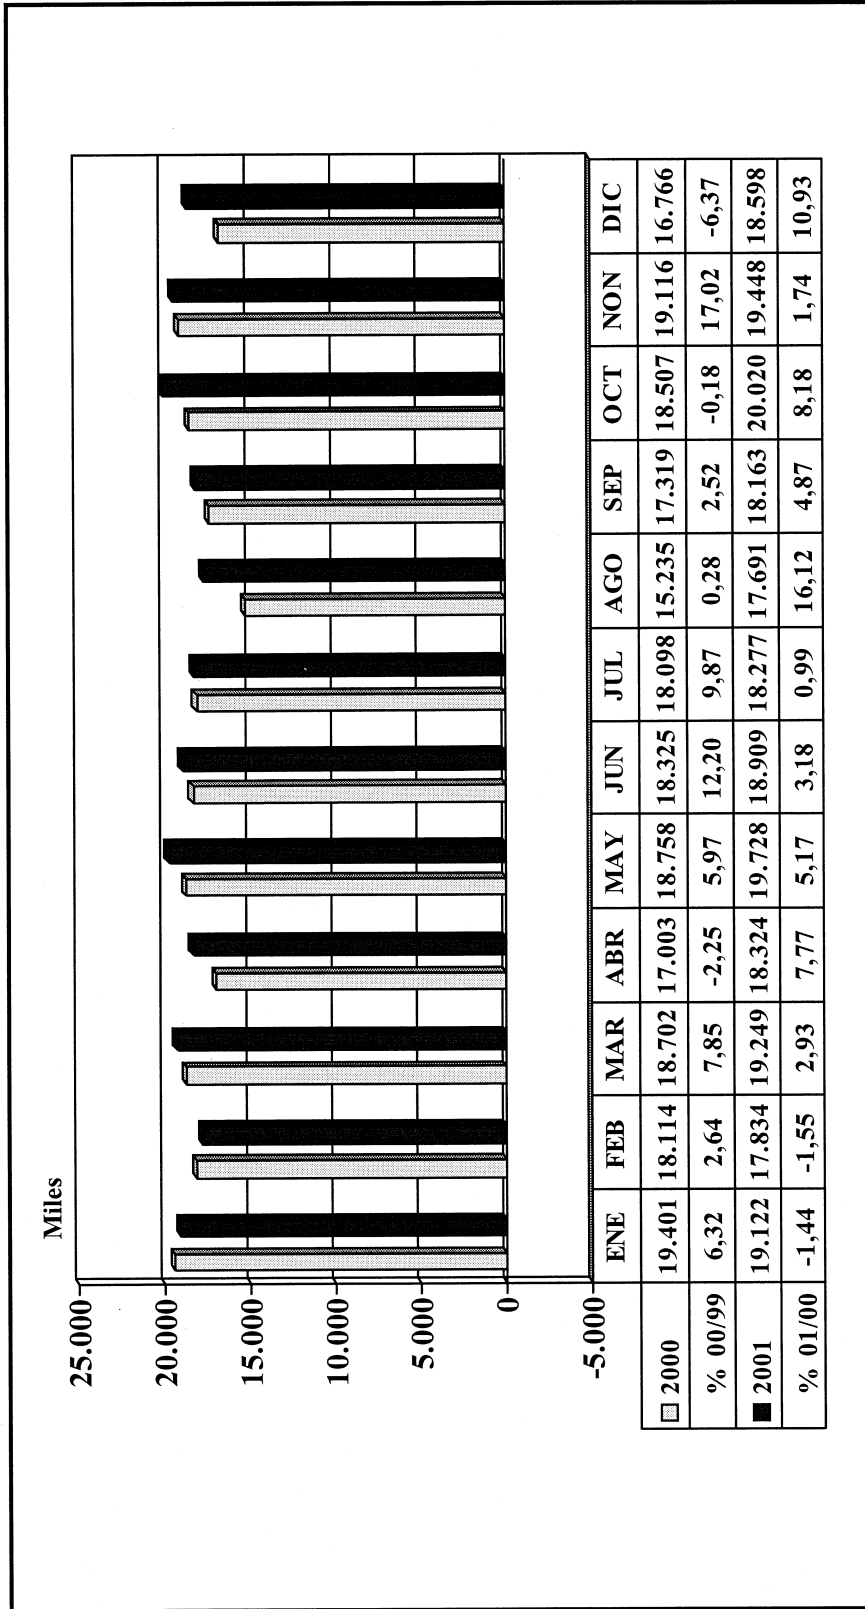 Miles
25.000
20.000
15.000
10.000
5.000
0
-5.000
ENE FEB MAR ABR MAY JUN JUL AGO SEP OCT NON DIC
2000 19.401 18.114 18.702 17.003 18.758 18.325 18.098 15.235 17.319 18.507 19.116 16.766
% 00/99 6,32 2,64 7,85 -2,25 5,97 12,20 9,87 0,28 2,52 -0,18 17,02 -6,37
2001 19.122 17.834 19.249 18.324 19.728 18.909 18.277 17.691 18.163 20.020 19.448 18.598
% 01/00 -1,44 -1,55 2,93 7,77 5,17 3,18 0,99 16,12 4,87 8,18 1,74 10,93